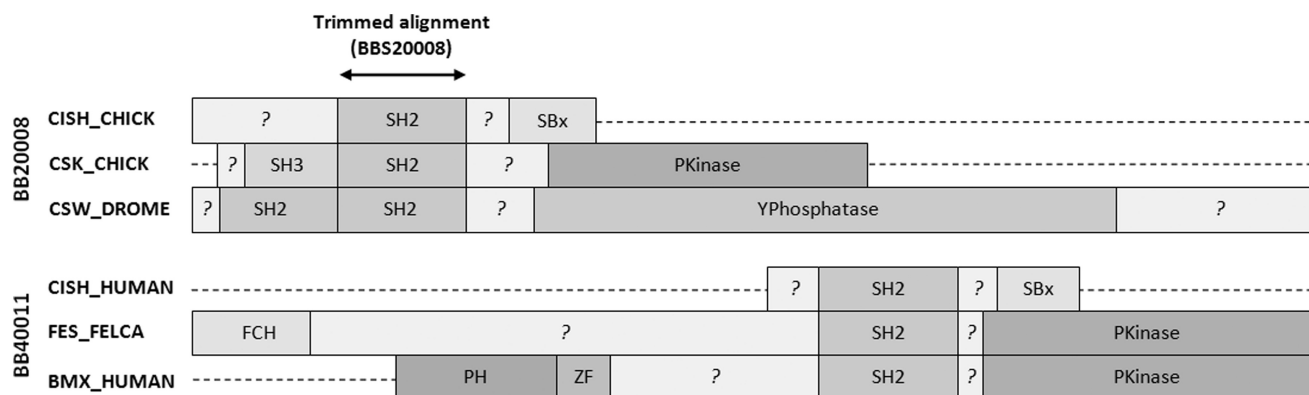 Trimmed alignment
(BBS20008)
BB20008
CISH_CHICK ? SH2 ? SBx
CSK_CHICK ? SH3 SH2 ? PKinase
CSW_DROME ? SH2 SH2 ? YPhosphatase ?
BB40011
CISH_HUMAN ? SH2 ? SBx
FES_FELCA FCH ? SH2 ? PKinase
BMX_HUMAN PH ZF ? SH2 ? PKinase